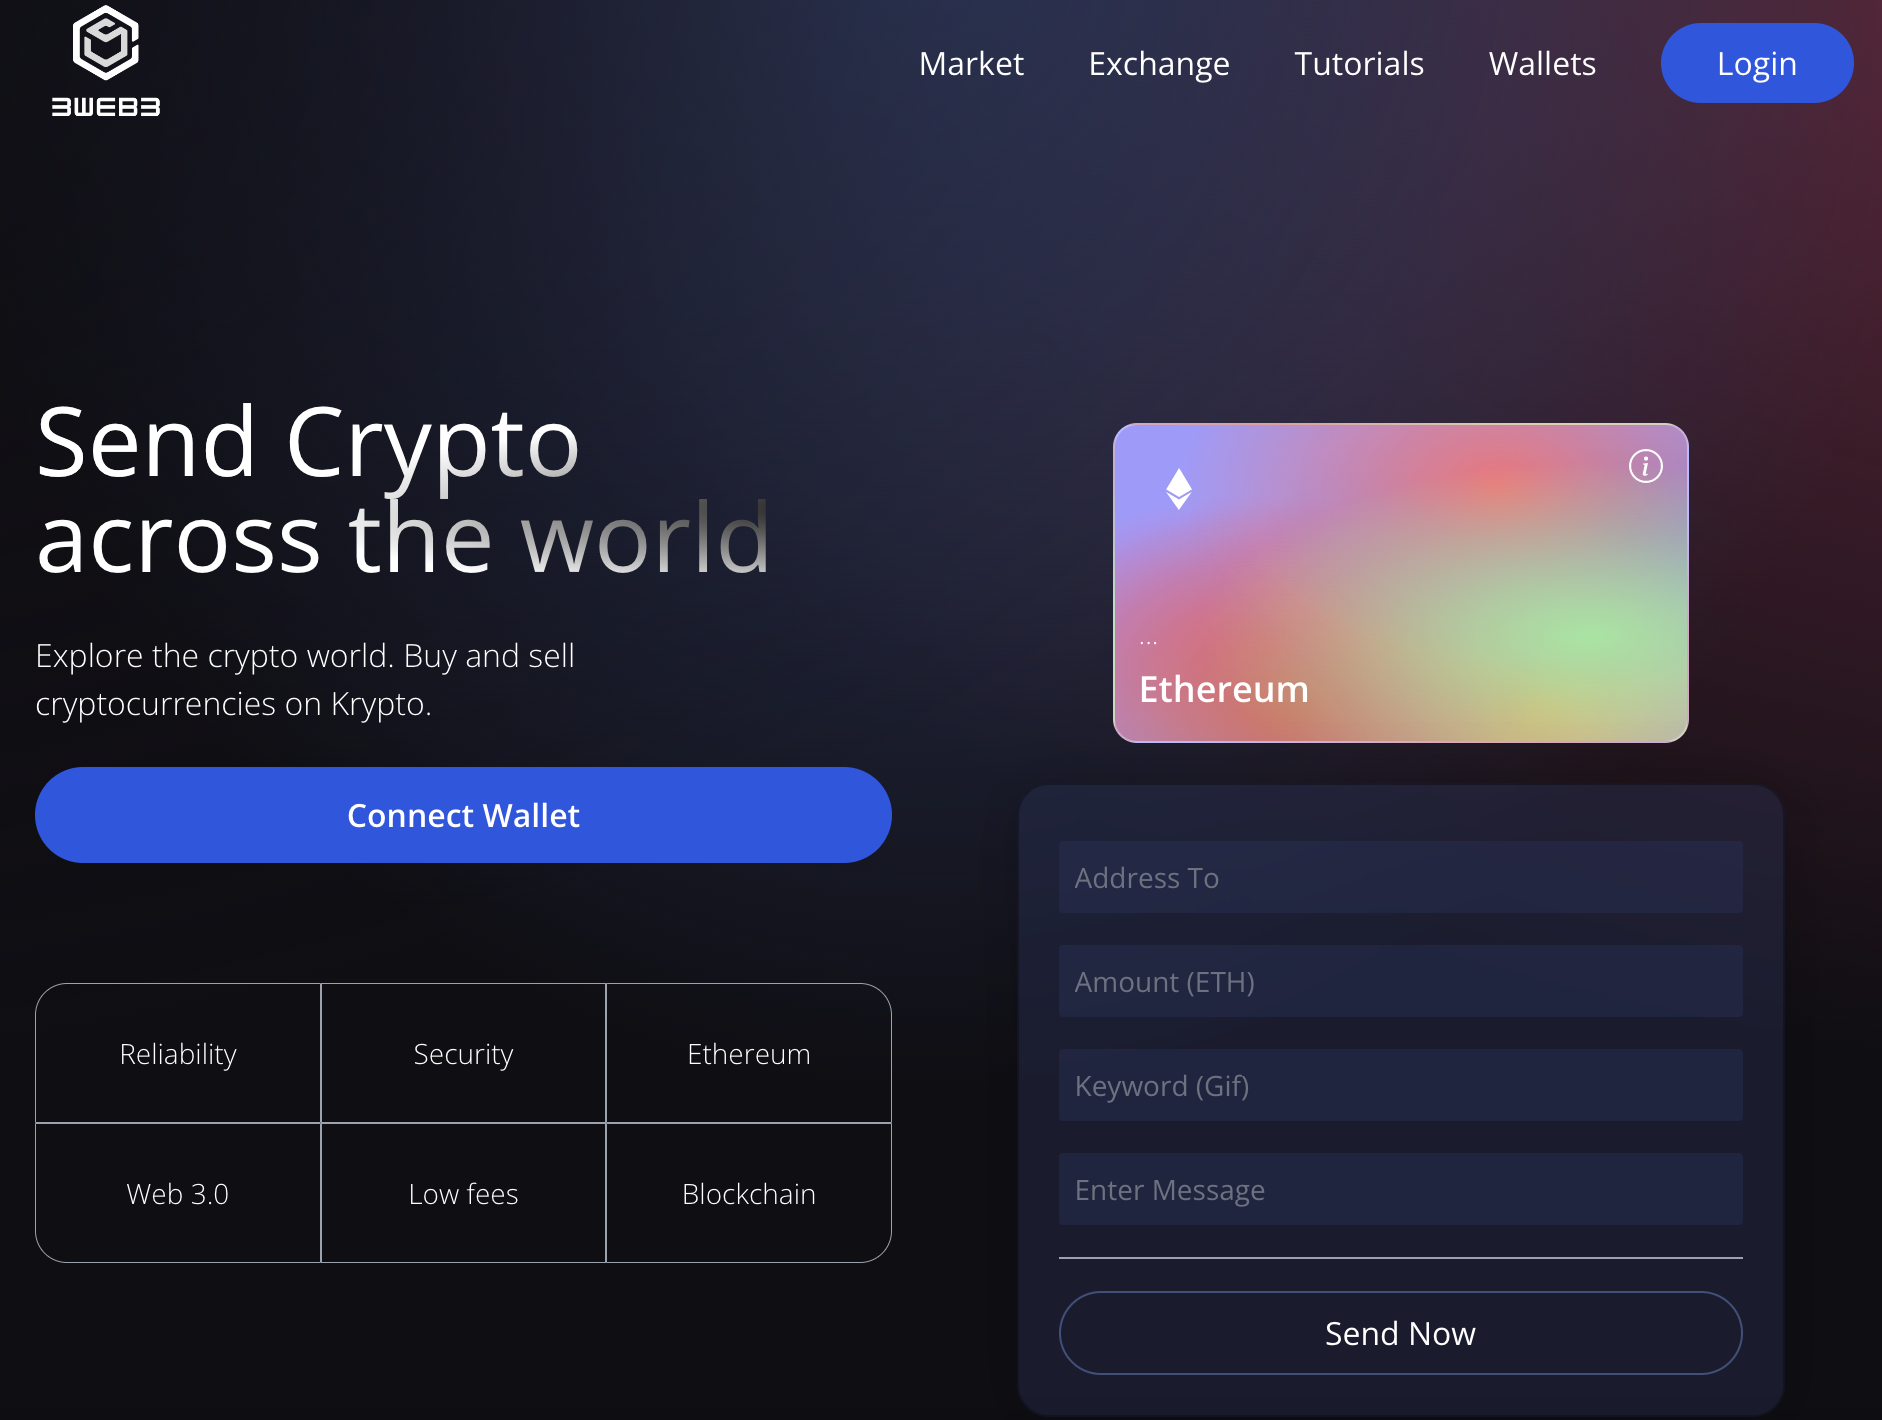 3WEB3
Market
Exchange
Tutorials
Wallets
Login
Send Crypto
across the world
Explore the crypto world. Buy and sell
cryptocurrencies on Krypto.
Connect Wallet
Reliability
Security
Ethereum
Web 3.0
Low fees
Blockchain
i
...
Ethereum
Address To
Amount (ETH)
Keyword (Gif)
Enter Message
Send Now